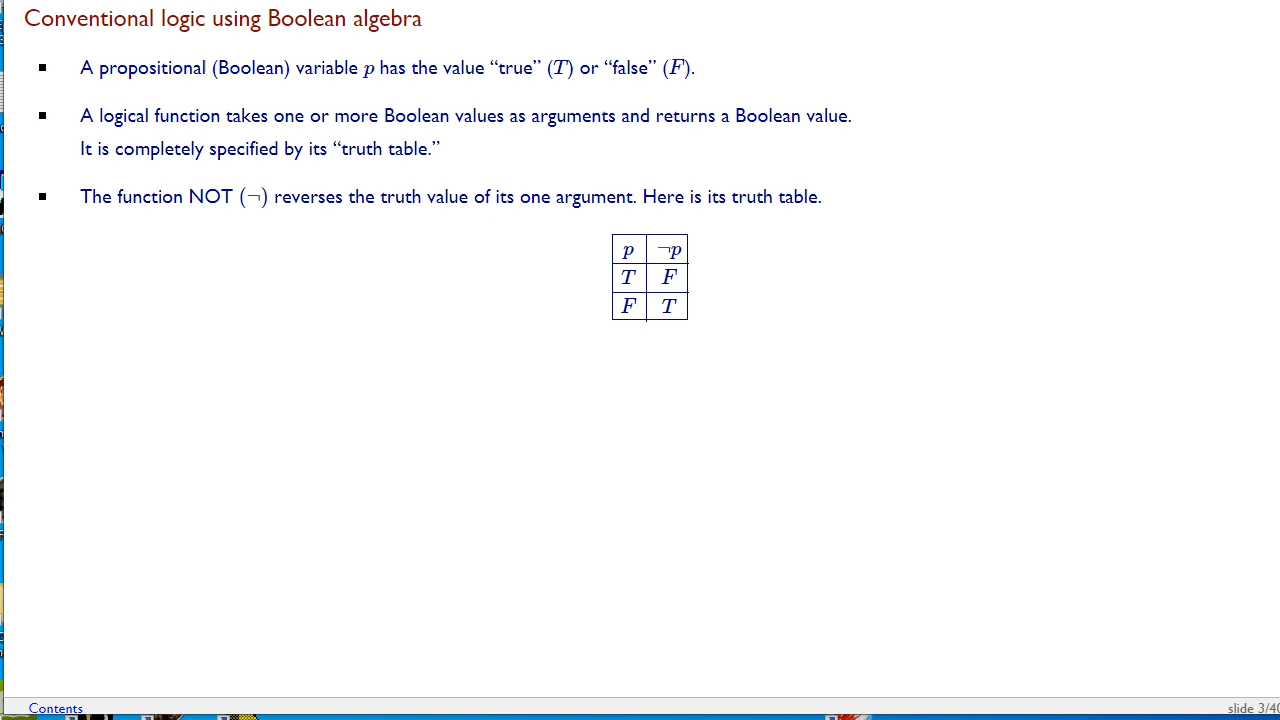 Conventional logic using Boolean algebra
A propositional (Boolean) variable p has the value “true” (T) or “false” (F).
A logical function takes one or more Boolean values as arguments and returns a Boolean value.
It is completely specified by its “truth table.”
The function NOT (¬) reverses the truth value of its one argument. Here is its truth table.
p ¬p
T F
F T
Contents
slide 3/40